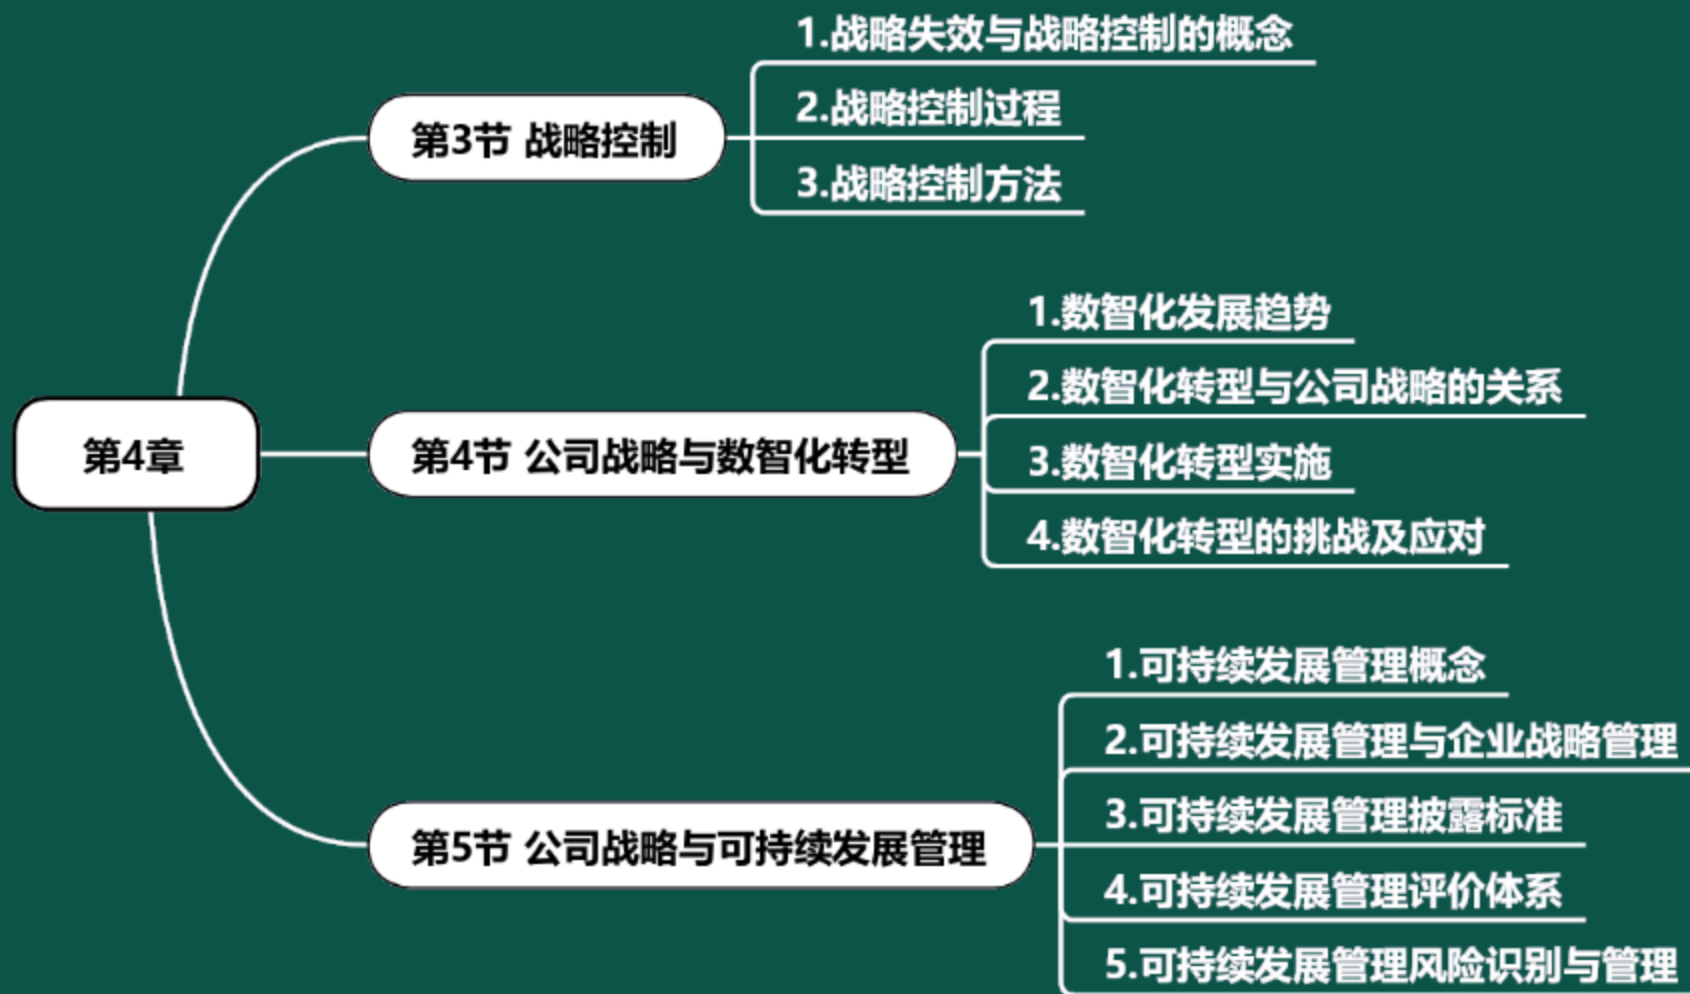 第4章
第3节 战略控制
1.战略失效与战略控制的概念
2.战略控制过程
3.战略控制方法
第4节 公司战略与数智化转型
1.数智化发展趋势
2.数智化转型与公司战略的关系
3.数智化转型实施
4.数智化转型的挑战及应对
第5节 公司战略与可持续发展管理
1.可持续发展管理概念
2.可持续发展管理与企业战略管理
3.可持续发展管理披露标准
4.可持续发展管理评价体系
5.可持续发展管理风险识别与管理